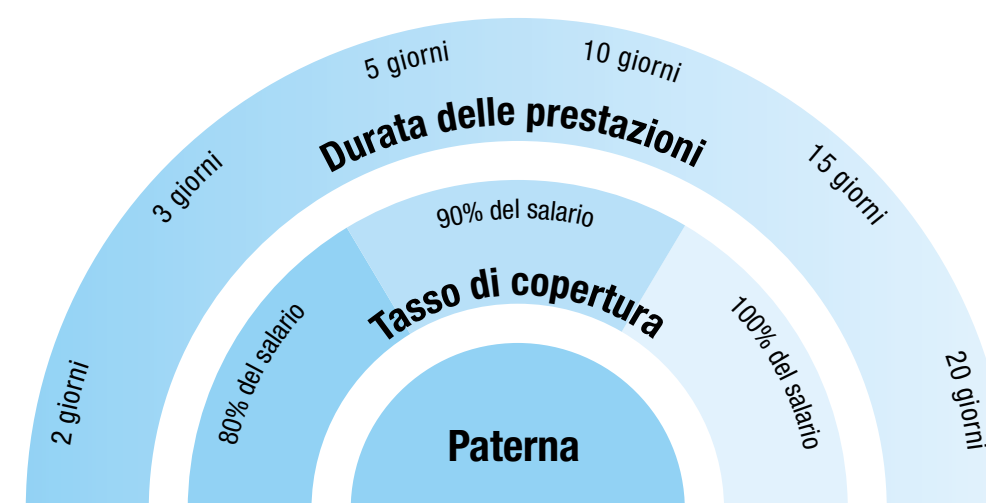 2 giorni
3 giorni
5 giorni
10 giorni
15 giorni
20 giorni
Durata delle prestazioni
80% del salario
90% del salario
100% del salario
Tasso di copertura
Paterna